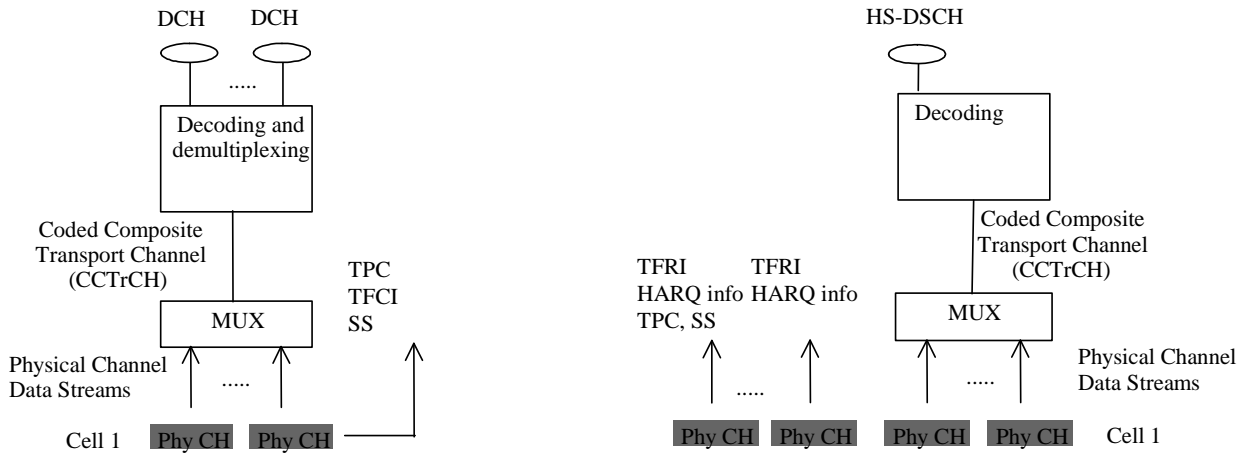 DCH DCH
.....
Decoding and
demultiplexing
Coded Composite
Transport Channel
(CCTrCH)
TPC
TFCI
SS
MUX
Physical Channel
Data Streams
.....
Cell 1 Phy CH Phy CH
HS-DSCH
Decoding
Coded Composite
Transport Channel
(CCTrCH)
TFRI
HARQ info
TPC, SS
TFRI
HARQ info
MUX
Physical Channel
Data Streams
.....
.....
Phy CH Phy CH Phy CH Phy CH Cell 1